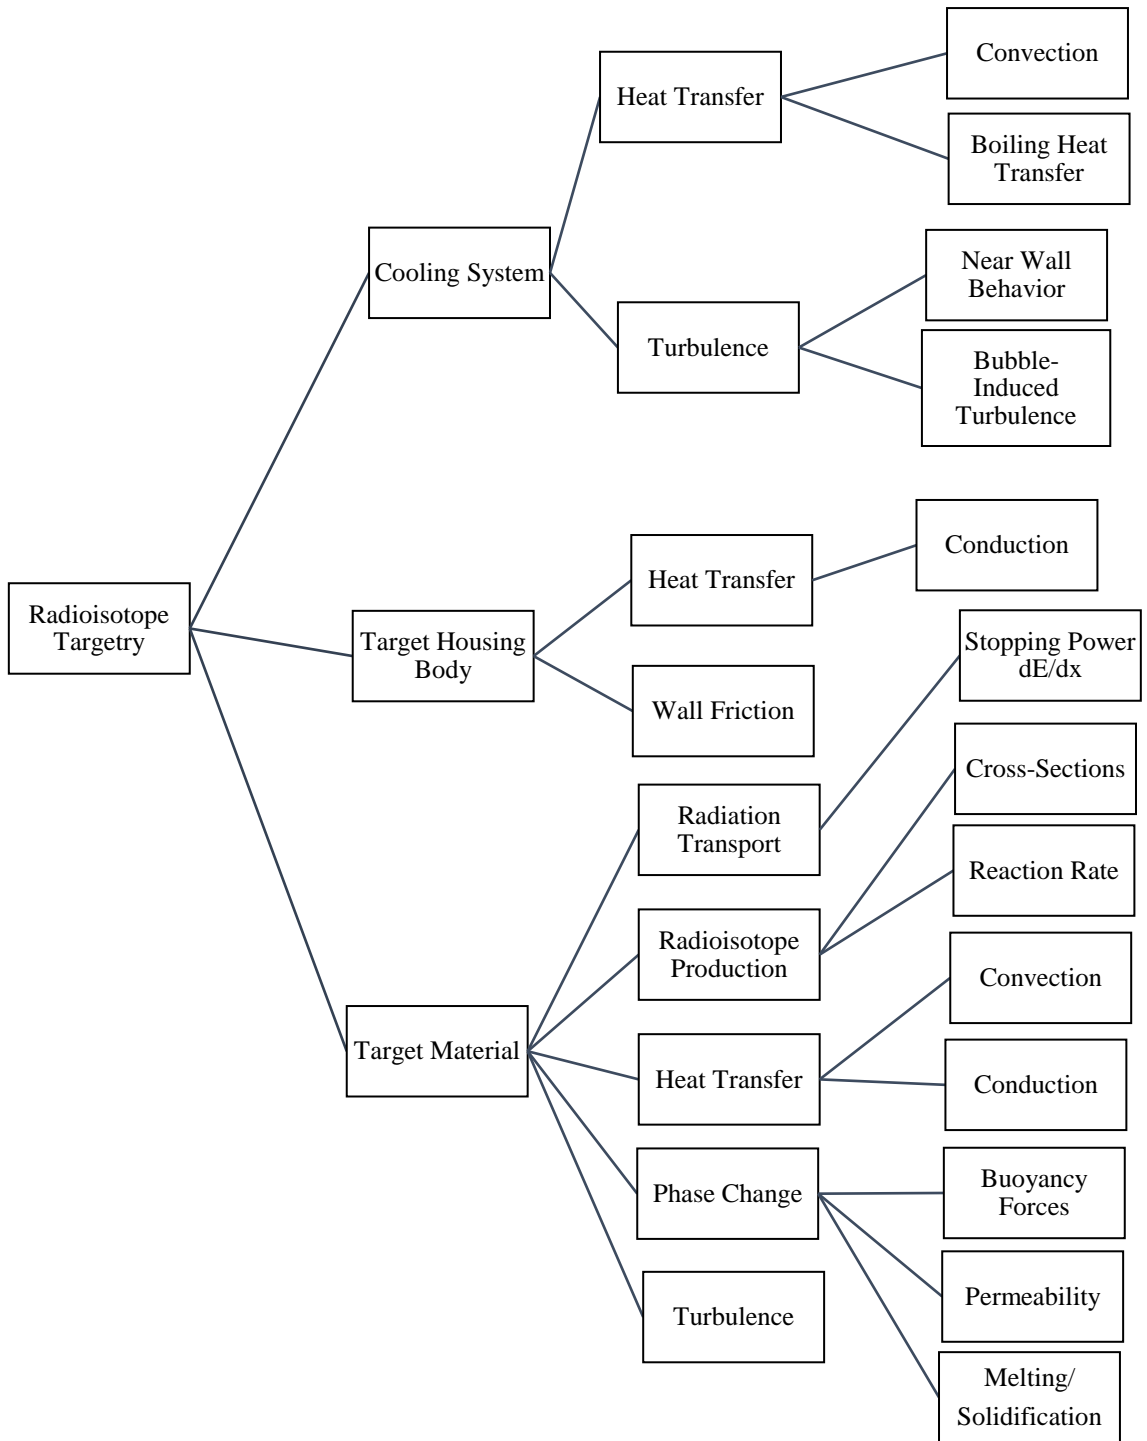 Convection
Heat Transfer
Boiling Heat
Transfer
Cooling System
Near Wall
Behavior
Turbulence
Bubble-
Induced
Turbulence
Conduction
Heat Transfer
Radioisotope
Targetry
Target Housing
Body
Stopping Power
dE/dx
Wall Friction
Cross-Sections
Radiation
Transport
Reaction Rate
Radioisotope
Production
Convection
Target Material
Heat Transfer
Conduction
Phase Change
Buoyancy
Forces
Permeability
Turbulence
Melting/
Solidification